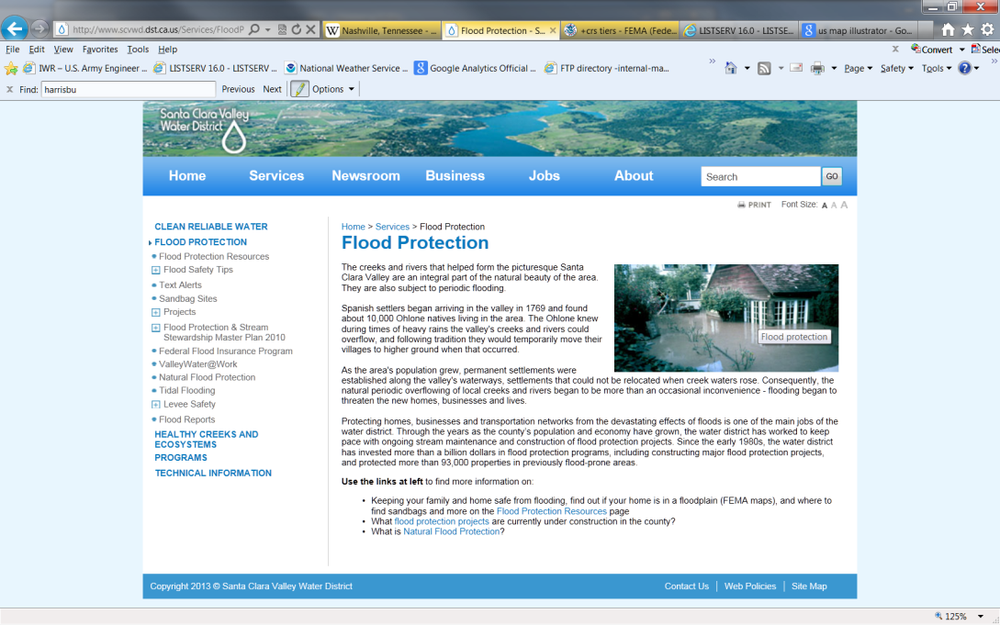 http://www.scvwd.dst.ca.us/Services/FloodP
Nashville, Tennessee - ...
Flood Protection - S...
+crs tiers - FEMA (Fede...
LISTSERV 16.0 - LISTSE...
us map illustrator - Go...
File Edit View Favorites Tools Help
x Convert Selec
IWR – U.S. Army Engineer ...
LISTSERV 16.0 - LISTSERV ...
National Weather Service ...
Google Analytics Official ...
FTP directory -internal-ma...
Page Safety Tools
x Find: harrisbu Previous Next Options
Santa Clara Valley
Water District
Home Services Newsroom Business Jobs About Search GO
PRINT Font Size: A A A
CLEAN RELIABLE WATER
FLOOD PROTECTION
Flood Protection Resources
Flood Safety Tips
Text Alerts
Sandbag Sites
Projects
Flood Protection & Stream
Stewardship Master Plan 2010
Federal Flood Insurance Program
ValleyWater@Work
Natural Flood Protection
Tidal Flooding
Levee Safety
Flood Reports
HEALTHY CREEKS AND
ECOSYSTEMS
PROGRAMS
TECHNICAL INFORMATION
Home > Services > Flood Protection
Flood Protection
The creeks and rivers that helped form the picturesque Santa
Clara Valley are an integral part of the natural beauty of the area.
They are also subject to periodic flooding.
Spanish settlers began arriving in the valley in 1769 and found
about 10,000 Ohlone natives living in the area. The Ohlone knew
during times of heavy rains the valley's creeks and rivers could
overflow, and following tradition they would temporarily move their
villages to higher ground when that occurred.
Flood protection
As the area's population grew, permanent settlements were
established along the valley's waterways, settlements that could not be relocated when creek waters rose. Consequently, the
natural periodic overflowing of local creeks and rivers began to be more than an occasional inconvenience - flooding began to
threaten the new homes, businesses and lives.
Protecting homes, businesses and transportation networks from the devastating effects of floods is one of the main jobs of the
water district. Through the years as the county's population and economy have grown, the water district has worked to keep
pace with ongoing stream maintenance and construction of flood protection projects. Since the early 1980s, the water district
has invested more than a billion dollars in flood protection programs, including constructing major flood protection projects,
and protected more than 93,000 properties in previously flood-prone areas.
Use the links at left to find more information on:
• Keeping your family and home safe from flooding, find out if your home is in a floodplain (FEMA maps), and where to
find sandbags and more on the Flood Protection Resources page
• What flood protection projects are currently under construction in the county?
• What is Natural Flood Protection?
Copyright 2013 © Santa Clara Valley Water District
Contact Us | Web Policies | Site Map
125%